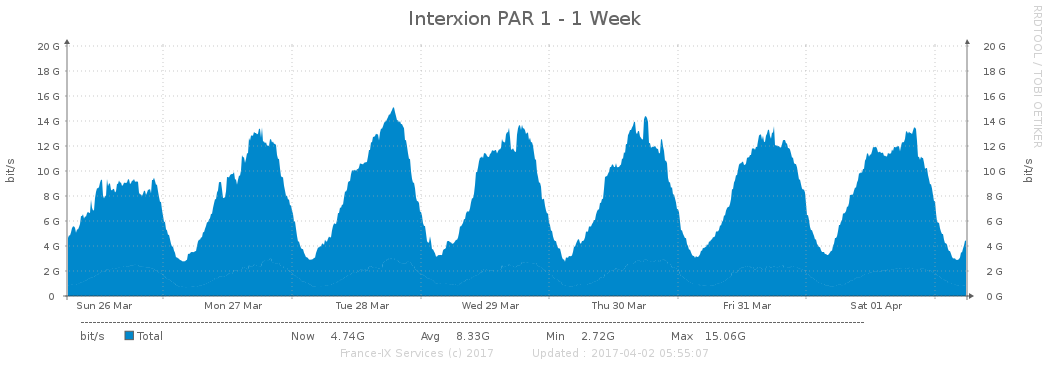 Interxion PAR 1 - 1 Week
RRDTOOL / TOBI OETIKER
bit/s
20 G 20 G
18 G 18 G
16 G 16 G
14 G 14 G
12 G 12 G
10 G 10 G
8 G 8 G
6 G 6 G
4 G 4 G
2 G 2 G
0 0 G
bit/s
Sun 26 Mar Mon 27 Mar Tue 28 Mar Wed 29 Mar Thu 30 Mar Fri 31 Mar Sat 01 Apr
bit/s Total Now 4.74G Avg 8.33G Min 2.72G Max 15.06G
France-IX Services (c) 2017 Updated : 2017-04-02 05:55:07